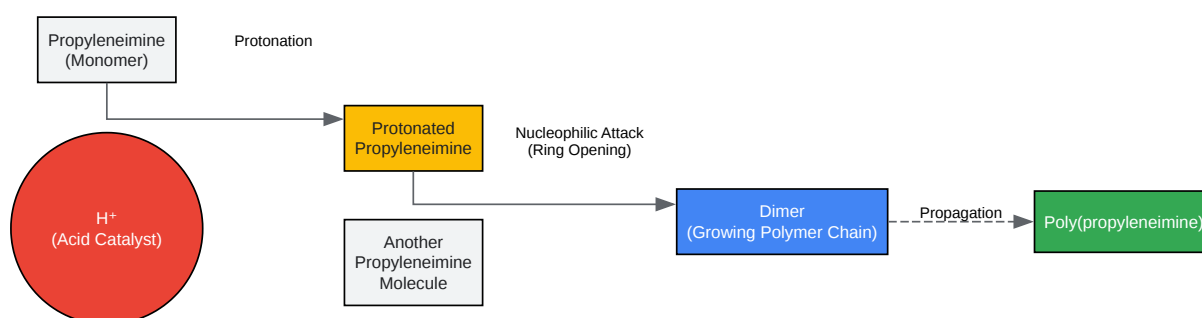 Propyleneimine
(Monomer)
Protonation
H⁺
(Acid Catalyst)
Protonated
Propyleneimine
Nucleophilic Attack
(Ring Opening)
Another
Propyleneimine
Molecule
Dimer
(Growing Polymer Chain)
Propagation
Poly(propyleneimine)